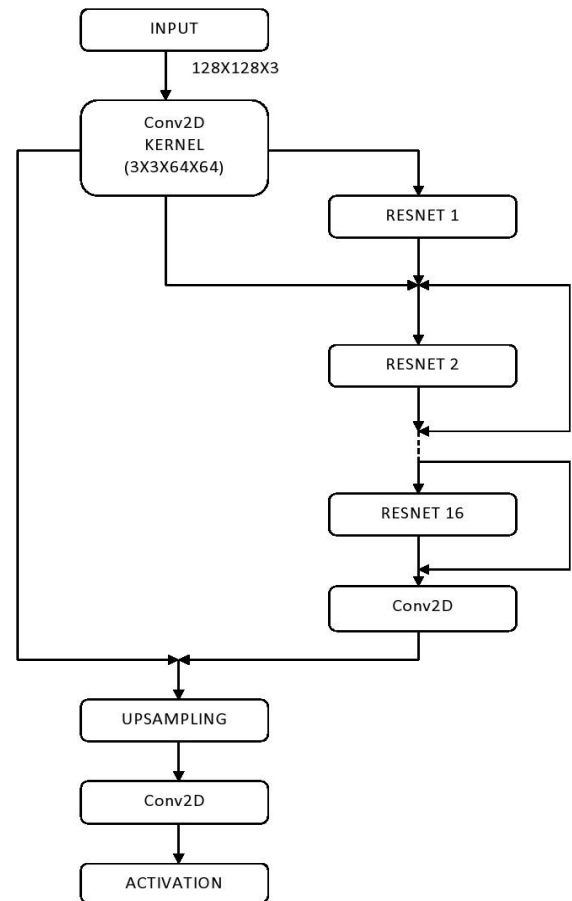 INPUT
128X128X3
Conv2D
KERNEL
(3X3X64X64)
RESNET 1
RESNET 2
RESNET 16
Conv2D
UPSAMPLING
Conv2D
ACTIVATION